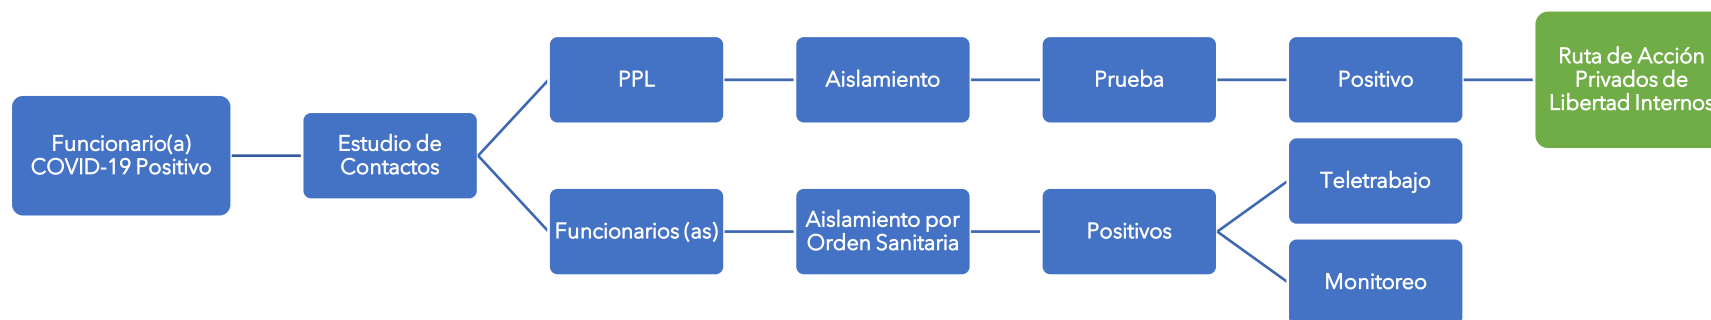 Funcionario(a)
COVID-19 Positivo
Estudio de
Contactos
PPL
Aislamiento
Prueba
Positivo
Ruta de Acción
Privados de
Libertad Internos
Funcionarios (as)
Aislamiento por
Orden Sanitaria
Positivos
Teletrabajo
Monitoreo